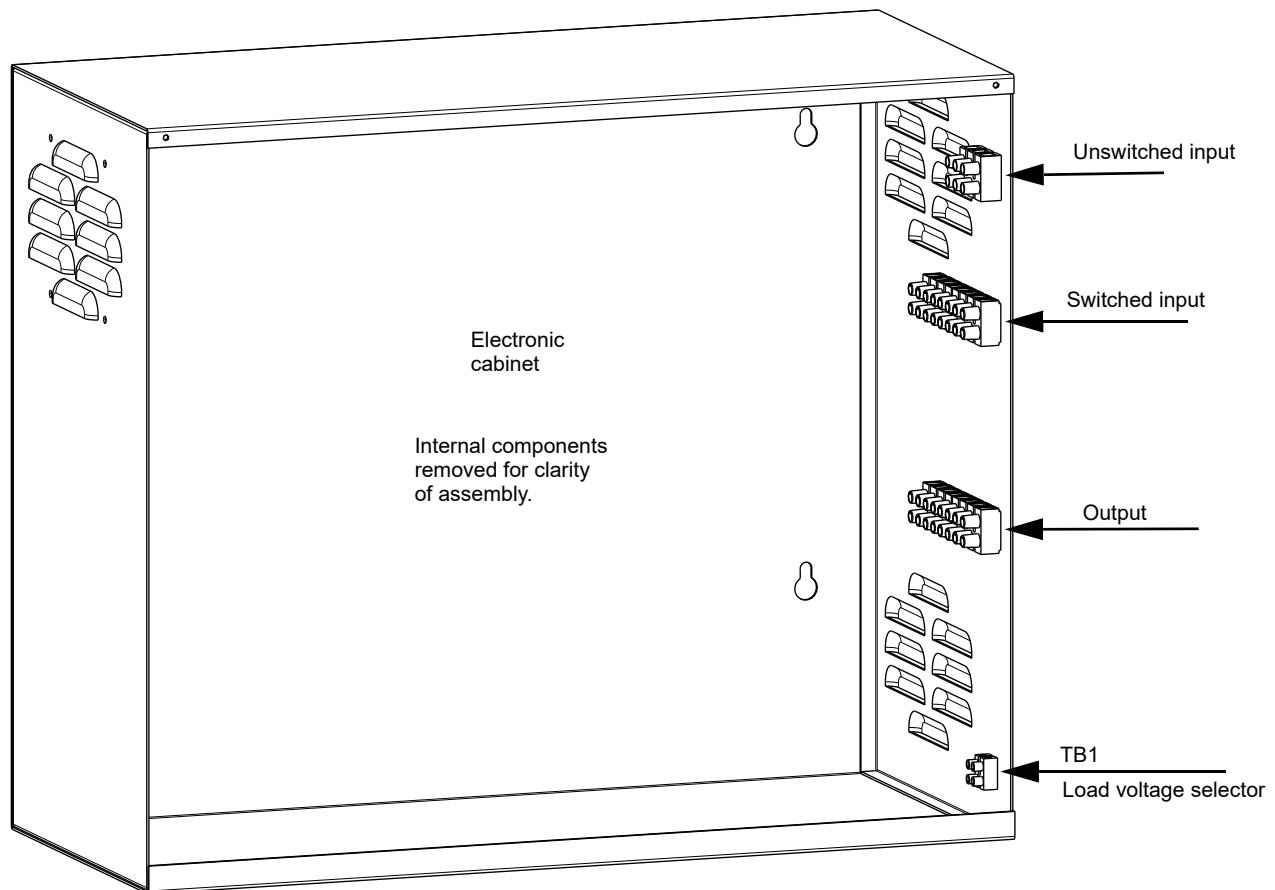 Unswitched input
Switched input
Electronic
cabinet
Internal components
removed for clarity
of assembly.
Output
TB1
Load voltage selector